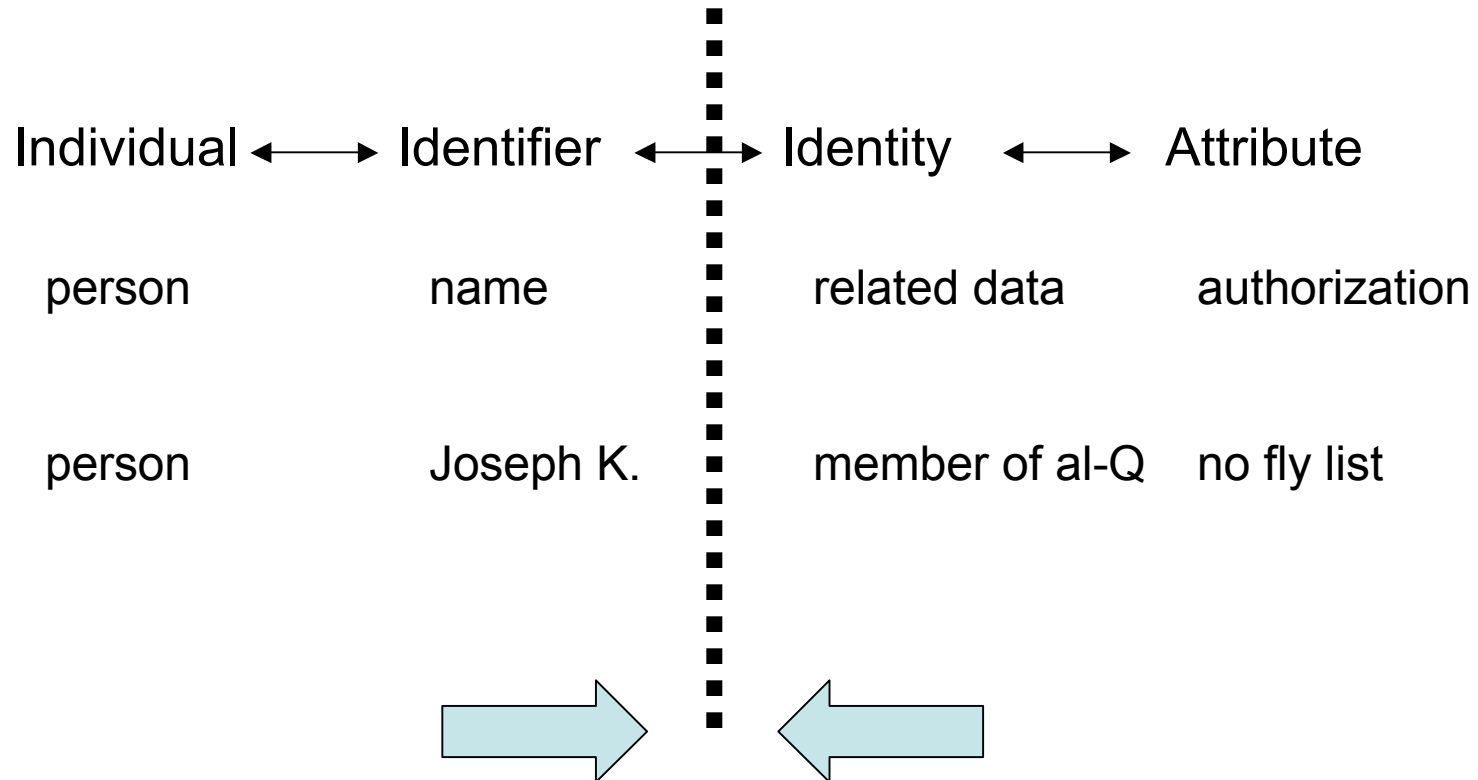 Individual Identifier Identity Attribute
person name related data authorization
person Joseph K. member of al-Q no fly list